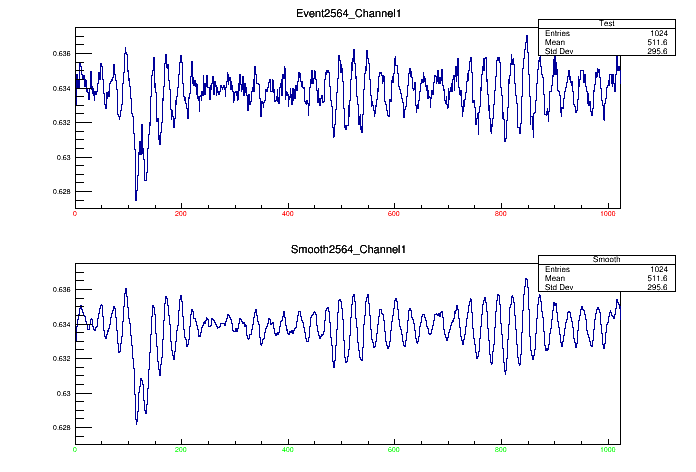 Event2564_Channel1
Test
Entries 1024
Mean 511.6
Std Dev 295.6
0.636
0.634
0.632
0.63
0.628
0 200 400 600 800 1000
Smooth2564_Channel1
Smooth
Entries 1024
Mean 511.6
Std Dev 295.6
0.636
0.634
0.632
0.63
0.628
0 200 400 600 800 1000